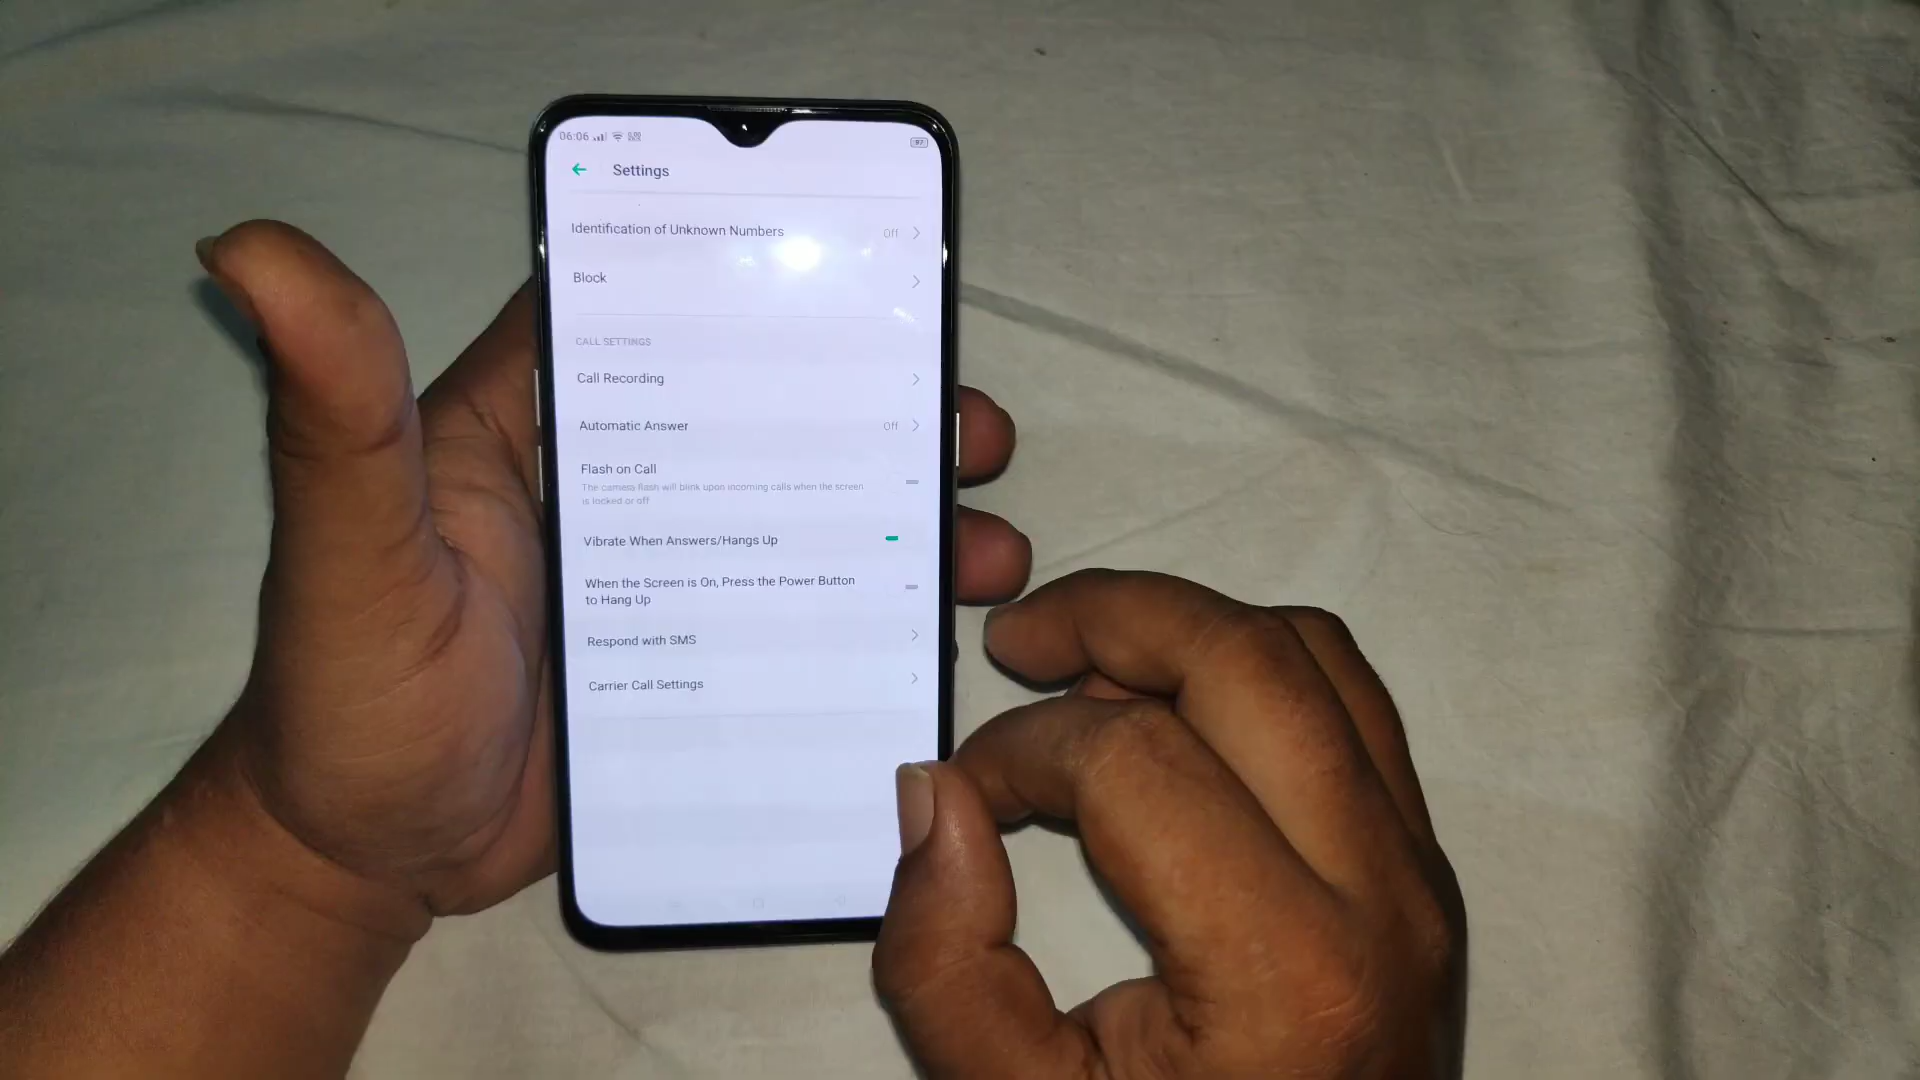 06:06
97
Settings
Identification of Unknown Numbers Off
Block
CALL SETTINGS
Call Recording
Automatic Answer Off
Flash on Call
The camera flash will blink upon incoming calls when the screen
is locked or off
Vibrate When Answers/Hangs Up
When the Screen is On, Press the Power Button
to Hang Up
Respond with SMS
Carrier Call Settings